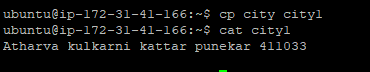 ubuntu@ip-172-31-41-166:~$ cp city city1
ubuntu@ip-172-31-41-166:~$ cat city1
Atharva kulkarni kattar punekar 411033